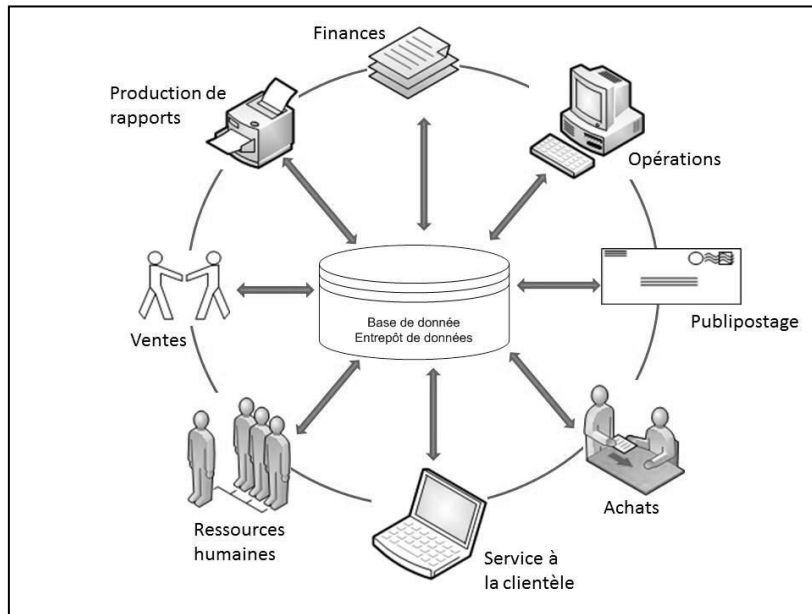 Finances
Production de
rapports
Opérations
Publipostage
Base de donnée
Entrepôt de données
Ventes
Achats
Ressources
humaines
Service à
la clientèle